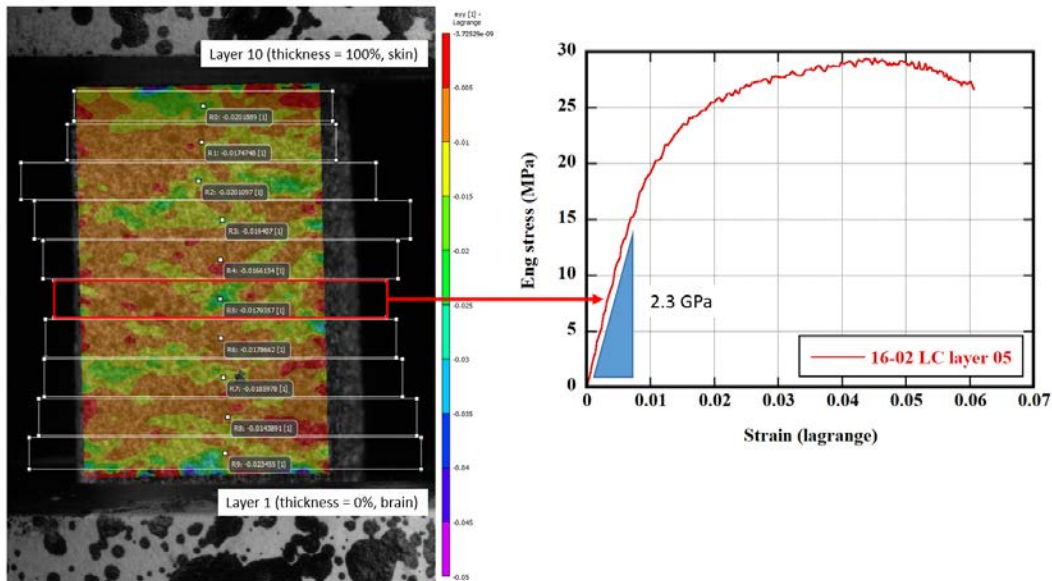 eyy [1] -
Lagrange
-3.72529e-09
-0.005
-0.01
-0.015
-0.02
-0.025
-0.03
-0.035
-0.04
-0.045
-0.05
Layer 10 (thickness = 100%, skin)
R0: -0.0201889 [1]
R1: -0.0174748 [1]
R2: -0.0201097 [1]
R3: -0.016407 [1]
R4: -0.0166134 [1]
R5: -0.0179357 [1]
R6: -0.0178662 [1]
R7: -0.0185978 [1]
R8: -0.0143891 [1]
R9: -0.023455 [1]
Layer 1 (thickness = 0%, brain)
Eng stress (MPa)
30
25
20
15
10
5
0
2.3 GPa
16-02 LC layer 05
0 0.01 0.02 0.03 0.04 0.05 0.06 0.07
Strain (lagrange)